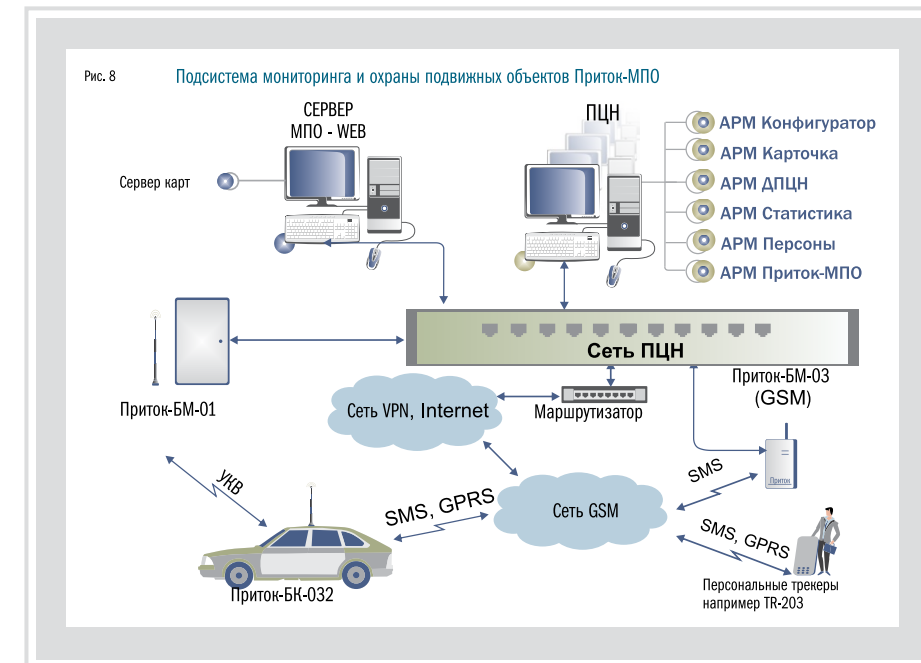 Рис. 8
Подсистема мониторинга и охраны подвижных объектов Приток-МПО
СЕРВЕР
МПО - WEB
Сервер карт
ПЦН
АРМ Конфигуратор
АРМ Карточка
АРМ ДПЦН
АРМ Статистика
АРМ Персоны
АРМ Приток-МПО
Сеть ПЦН
Приток-БМ-01
Сеть VPN, Internet
Маршрутизатор
Приток-БМ-03
(GSM)
Приток
УКВ
SMS, GPRS
Сеть GSM
SMS
SMS, GPRS
Приток-БК-032
Персональные трекеры
например TR-203